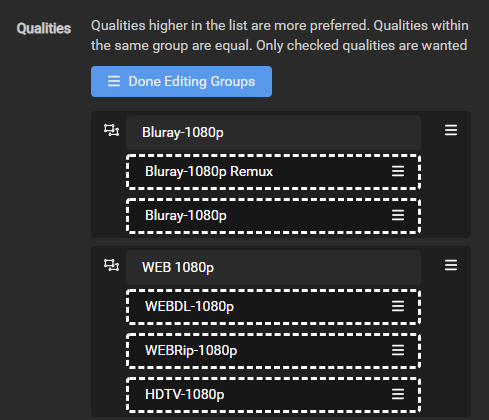 Qualities
Qualities higher in the list are more preferred. Qualities within
the same group are equal. Only checked qualities are wanted
Done Editing Groups
Bluray-1080p
Bluray-1080p Remux
Bluray-1080p
WEB 1080p
WEBDL-1080p
WEBRip-1080p
HDTV-1080p